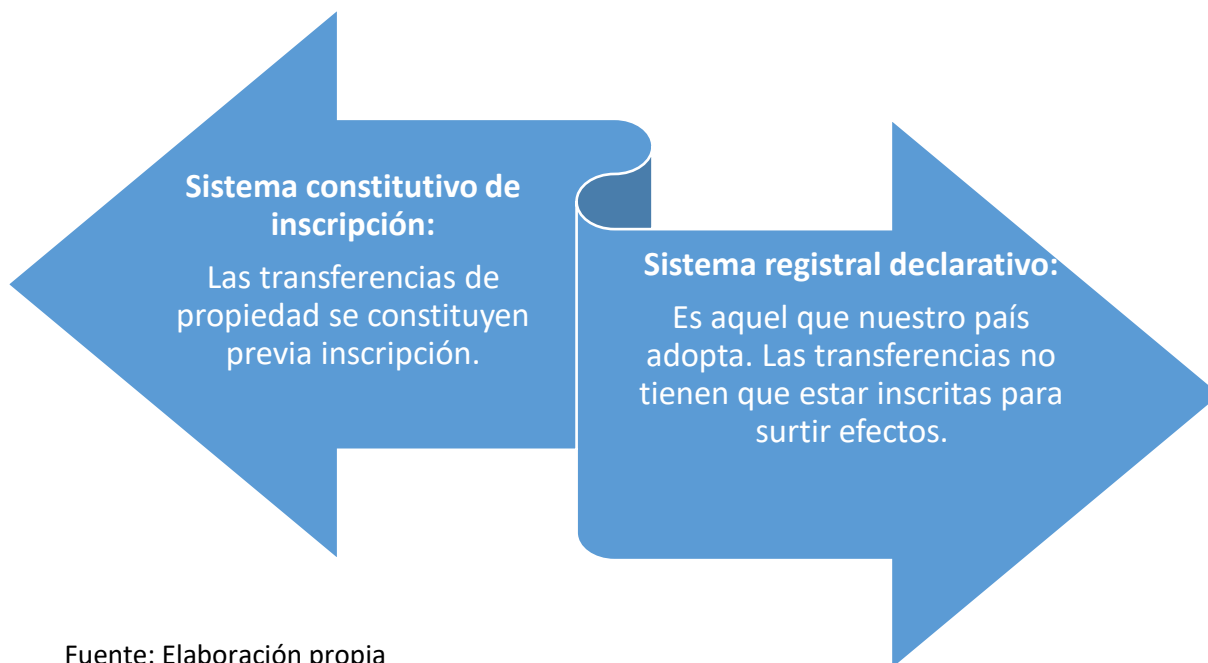 Sistema constitutivo de
inscripción:
Las transferencias de
propiedad se constituyen
previa inscripción.
Sistema registral declarativo:
Es aquel que nuestro país
adopta. Las transferencias no
tienen que estar inscritas para
surtir efectos.
Fuente: Elaboración propia